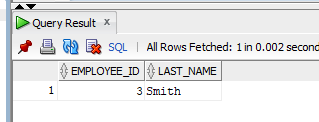 Query Result ×
SQL | All Rows Fetched: 1 in 0.002 second
EMPLOYEE_ID LAST_NAME
1 3 Smith